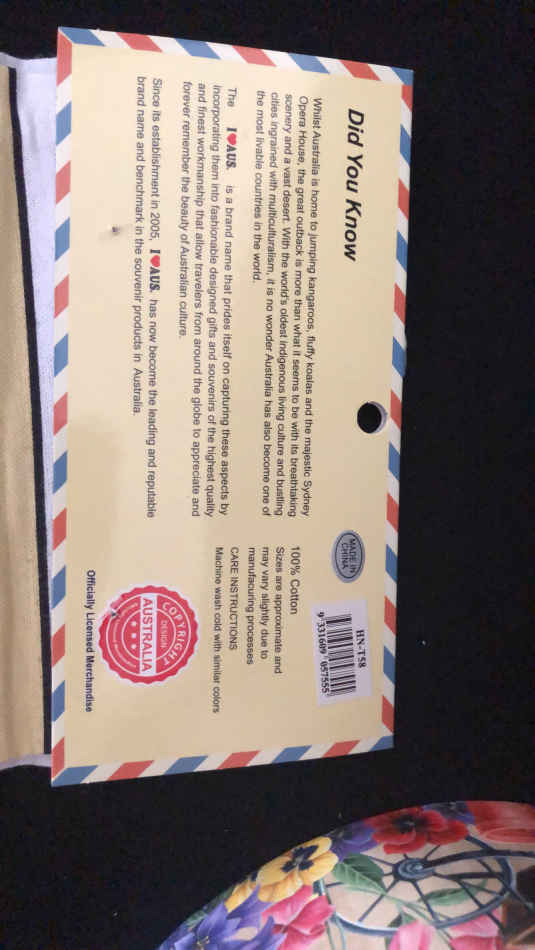 Did You Know
Whilst Australia is home to jumping kangaroos, fluffy koalas and the majestic Sydney
Opera House, the great outback is more than what it seems to be with its breathtaking
scenery and a vast desert. With the world's oldest indigenous living culture and bustling
cities ingrained with multiculturalism, it is no wonder Australia has also become one of
the most livable countries in the world.
The I❤AUS. is a brand name that prides itself on capturing these aspects by
incorporating them into fashionable designed gifts and souvenirs of the highest quality
and finest workmanship that allow travelers from around the globe to appreciate and
forever remember the beauty of Australian culture.
Since its establishment in 2005, I❤AUS. has now become the leading and reputable
brand name and benchmark in the souvenir products in Australia.
MADE IN
CHINA
HN-T58
9 331609 057555
100% Cotton
Sizes are approximate and
may vary slightly due to
manufacuring processes
CARE INSTRUCTIONS
Machine wash cold with similar colors
COPYRIGHT
DESIGN
AUSTRALIA
Officially Licensed Merchandise